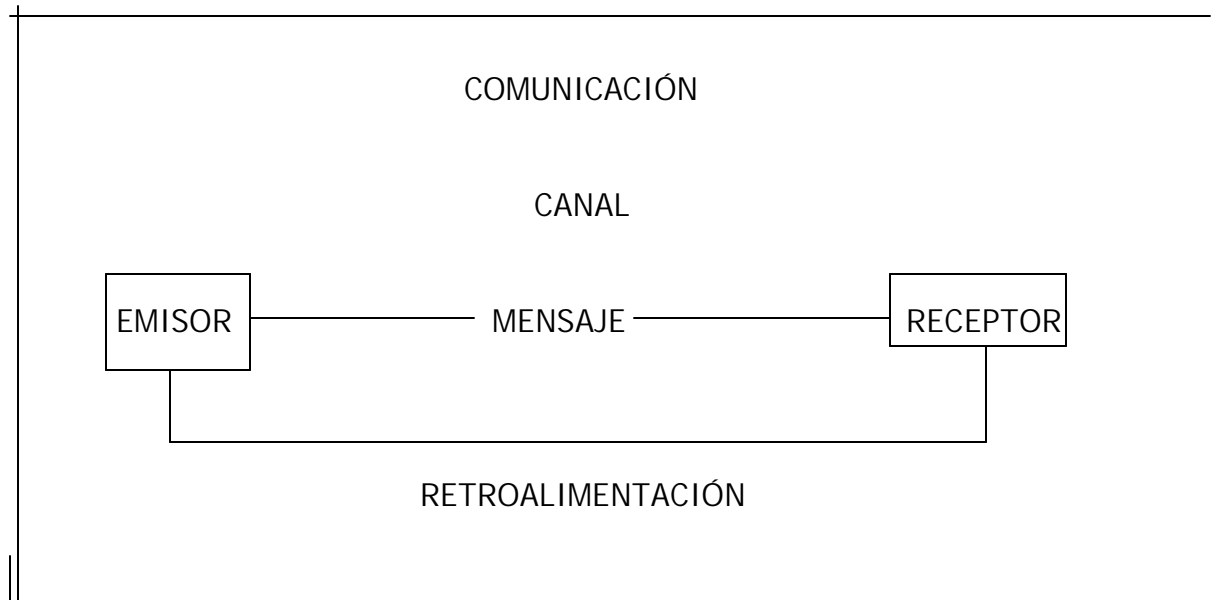 COMUNICACIÓN
CANAL
EMISOR MENSAJE RECEPTOR
RETROALIMENTACIÓN